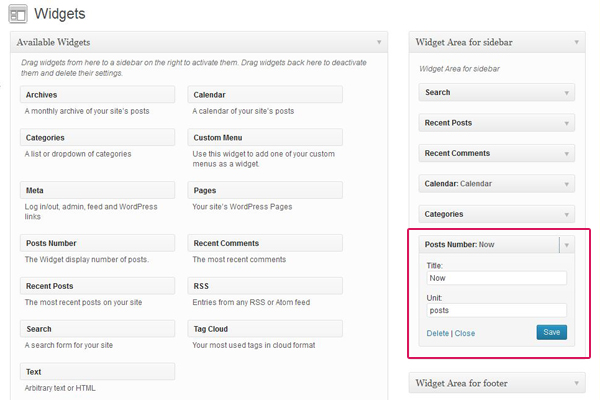 Widgets
Available Widgets
Drag widgets from here to a sidebar on the right to activate them. Drag widgets back here to deactivate
them and delete their settings.
Archives
A monthly archive of your site's posts
Calendar
A calendar of your site's posts
Categories
A list or dropdown of categories
Custom Menu
Use this widget to add one of your custom
menus as a widget.
Meta
Log in/out, admin, feed and WordPress
links
Pages
Your site's WordPress Pages
Posts Number
The Widget display number of posts.
Recent Comments
The most recent comments
Recent Posts
The most recent posts on your site
RSS
Entries from any RSS or Atom feed
Search
A search form for your site
Tag Cloud
Your most used tags in cloud format
Text
Arbitrary text or HTML
Widget Area for sidebar
Widget Area for sidebar
Search
Recent Posts
Recent Comments
Calendar: Calendar
Categories
Posts Number: Now
Title:
Now
Unit:
posts
Delete | Close
Save
Widget Area for footer